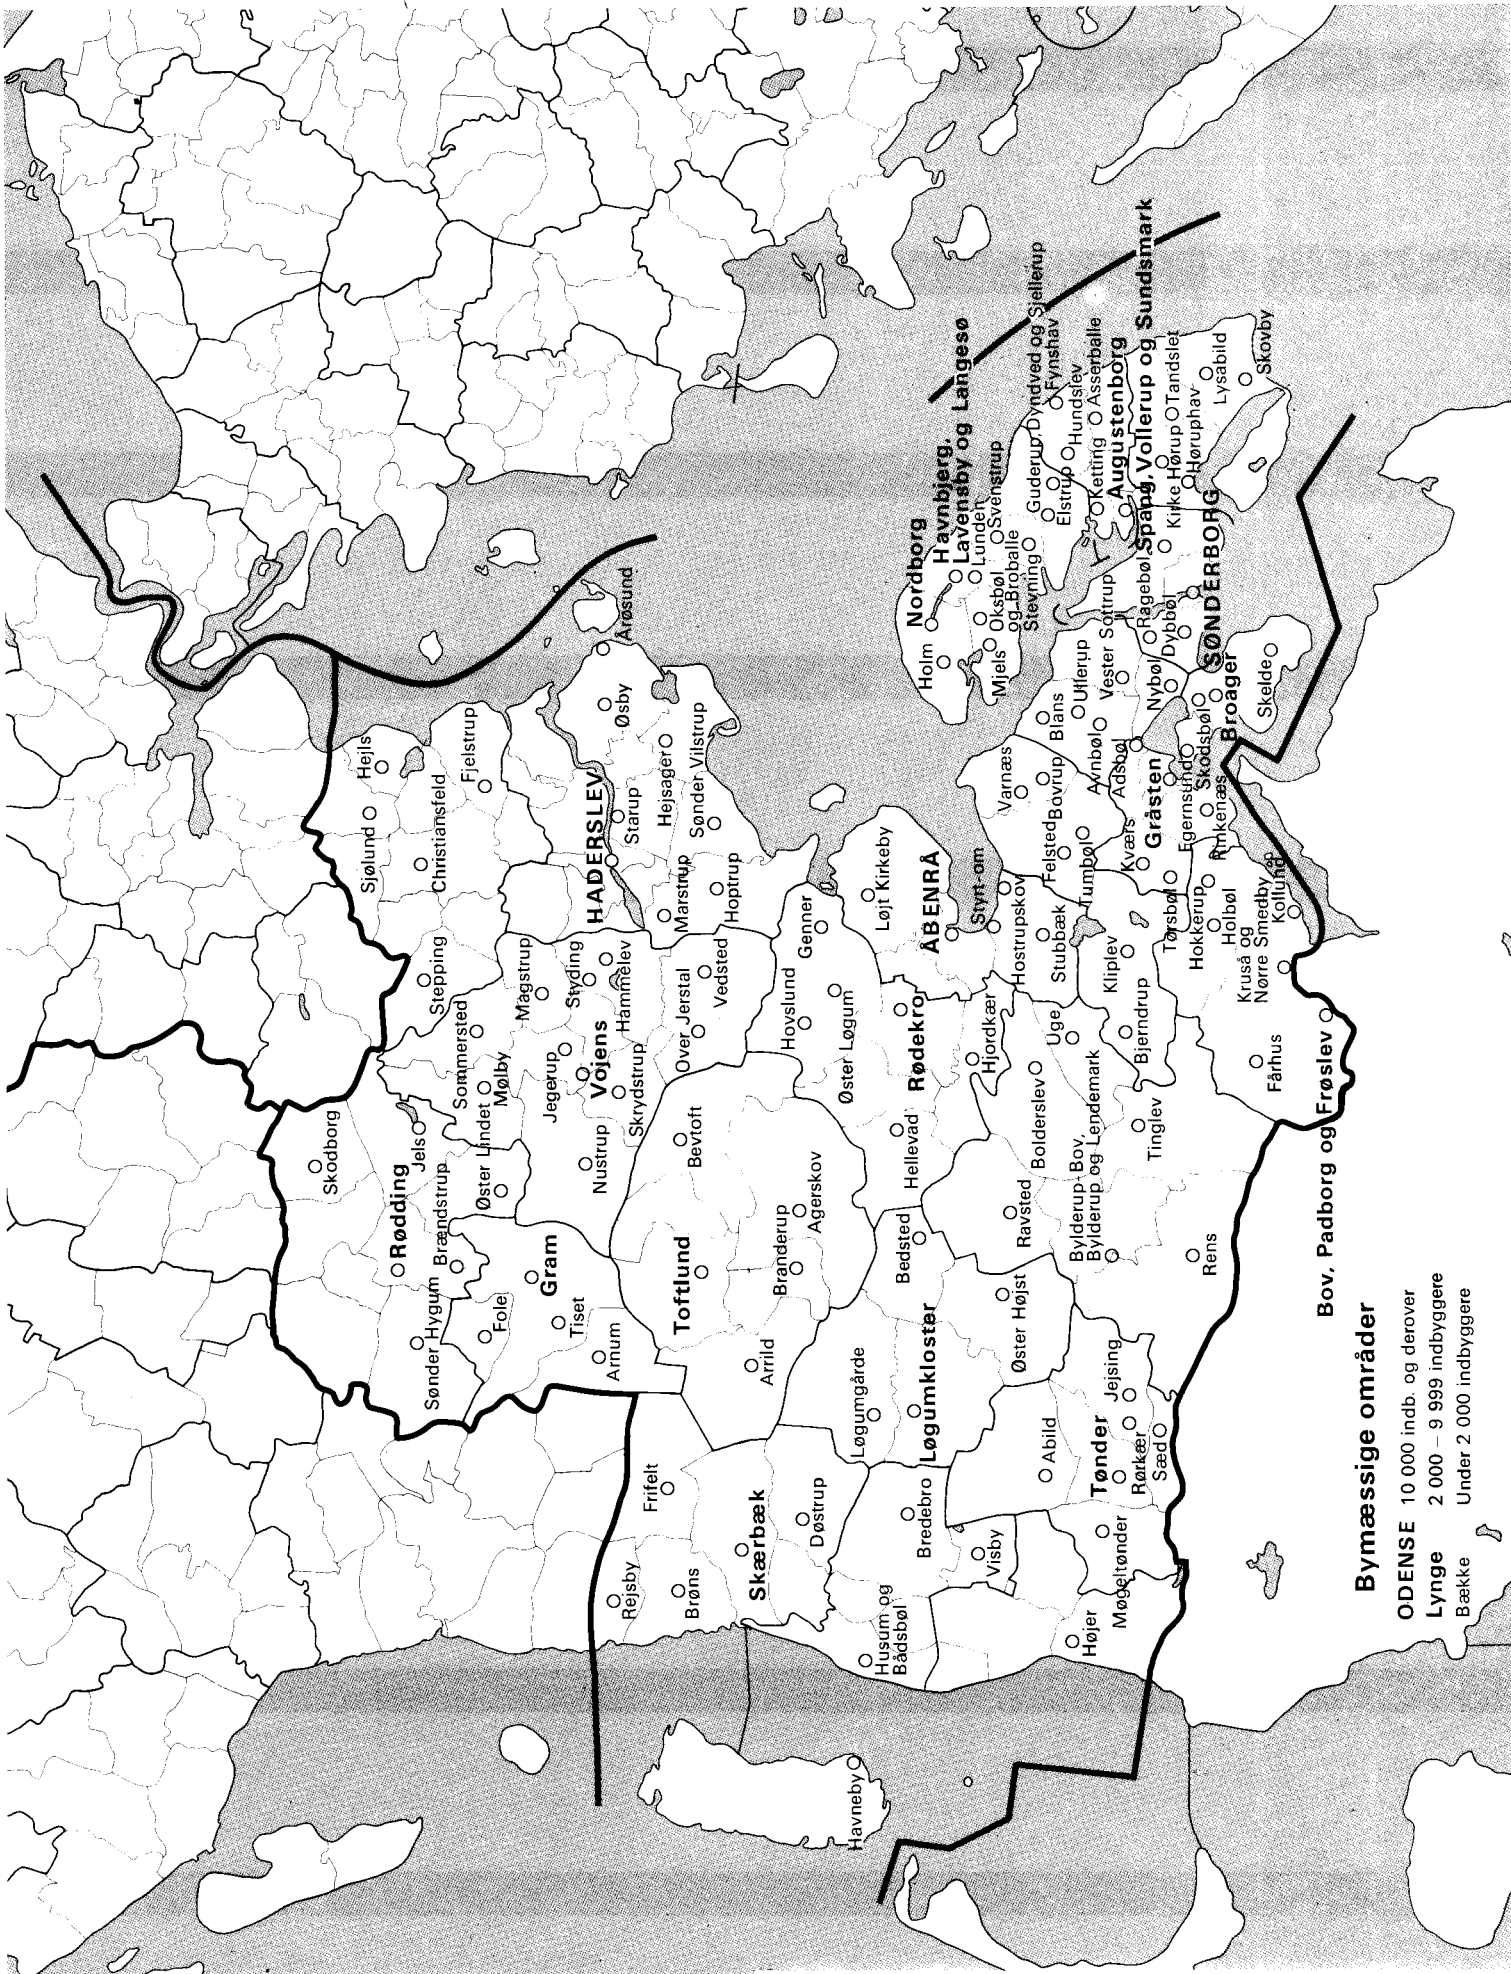 Skodborg
Hejls
Sjølund
Christiansfeld
Fjelstrup
Stepping
Jels
Rødding
Brændstrup
Sønder Hygum
Sommersted
Mølby
Øster Lindet
Magstrup
Fole
Gram
Tiset
Arnum
Jegerup
Styding
Hammelev
Vojens
Skrydstrup
Nustrup
HADERSLEV
Starup
Øsby
Årøsund
Hejsager
Sønder Vilstrup
Marstrup
Hoptrup
Over Jerstal
Vedsted
Frifelt
Rejsby
Brøns
Skærbæk
Døstrup
Toftlund
Bevtoft
Arrild
Branderup
Agerskov
Hovslund
Genner
Øster Løgum
Løjt Kirkeby
ÅBENRÅ
Styrt-om
Hostrupskov
Stubbæk
Rødekro
Hjordkær
Hellevad
Bedsted
Løgumgårde
Løgumkloster
Bredebro
Husum og
Bådsbøl
Havneby
Visby
Øster Højst
Ravsted
Bolderslev
Uge
Bylderup-Bov,
Bylderup og Lendemark
Kliplev
Bjerndrup
Tinglev
Abild
Tønder
Jejsing
Rørkær
Sæd
Møgeltønder
Højer
Rens
Fårhus
Bov, Padborg og Frøslev
Kruså og
Nørre Smedby
Kollund
Holbøl
Hokkerup
Tørsbøl
Kværs
Tumbøl
Felsted
Bovrup
Varnæs
Blans
Ullerup
Avnbøl
Adsbøl
Gråsten
Egernsund
Rinkenæs
Skodsbøl
Broager
Skelde
Nybøl
Vester Sottrup
Ragebøl
Dybbøl
SØNDERBORG
Nordborg
Holm
Havnbjerg,
Lavensby og Langesø
Lunden
Svenstrup
Mjels
Oksbøl
og Broballe
Stevning
Guderup, Dyndved og Sjellerup
Elstrup
Fynshav
Hundslev
Ketting
Asserballe
Augustenborg
Spang, Vollerup og Sundsmark
Kirke Hørup
Tandslet
Høruphav
Lysabild
Skovby
Bymæssige områder
ODENSE 10 000 indb. og derover
Lynge 2 000 – 9 999 indbyggere
Bække Under 2 000 indbyggere